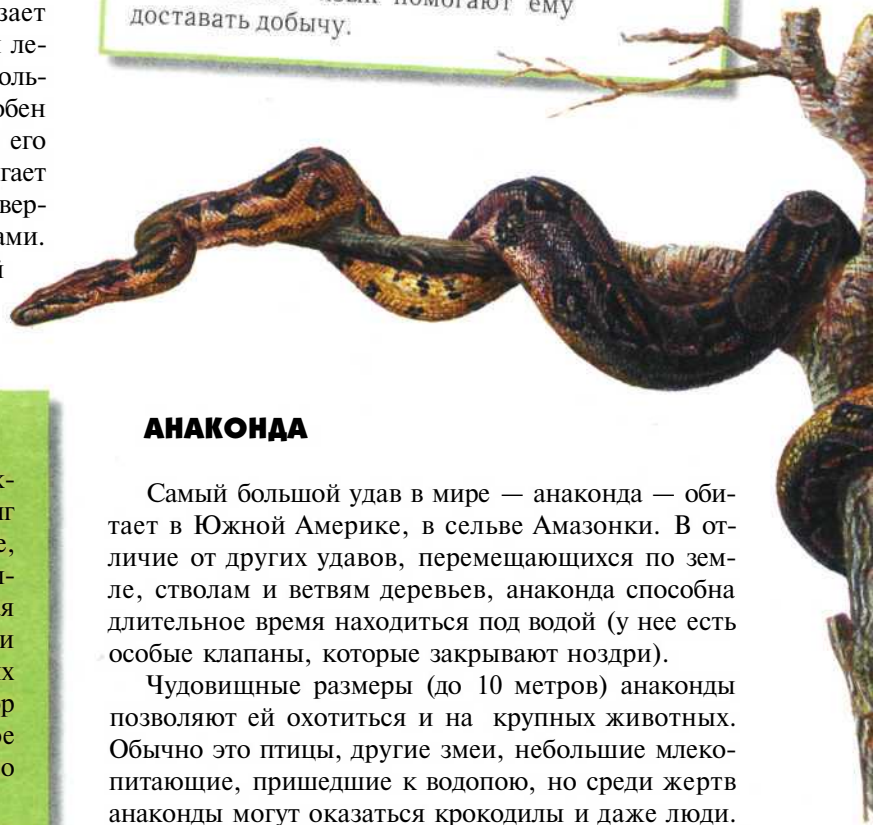 доставать добычу.
АНАКОНДА
Самый большой удав в мире — анаконда — оби-
тает в Южной Америке, в сельве Амазонки. В от-
личие от других удавов, перемещающихся по зем-
ле, стволам и ветвям деревьев, анаконда способна
длительное время находиться под водой (у нее есть
особые клапаны, которые закрывают ноздри).
Чудовищные размеры (до 10 метров) анаконды
позволяют ей охотиться и на крупных животных.
Обычно это птицы, другие змеи, небольшие млеко-
питающие, пришедшие к водопою, но среди жертв
анаконды могут оказаться крокодилы и даже люди.